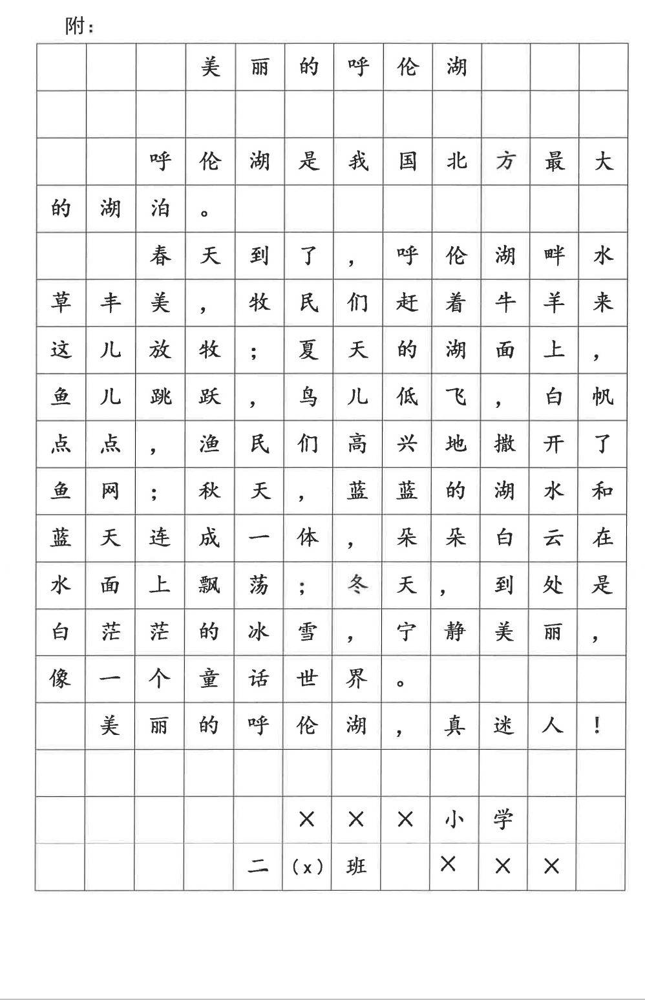 附：
美丽的呼伦湖
呼伦湖是我国北方最大
的湖泊。
春天到了，呼伦湖畔水
草丰美，牧民们赶着牛羊来
这儿放牧；夏天的湖面上，
鱼儿跳跃，鸟儿低飞，白帆
点点，渔民们高兴地撒开了
鱼网；秋天，蓝蓝的湖水和
蓝天连成一体，朵朵白云在
水面上飘荡；冬天，到处是
白茫茫的冰雪，宁静美丽，
像一个童话世界。
美丽的呼伦湖，真迷人！
×××小学
二（x）班 ×××